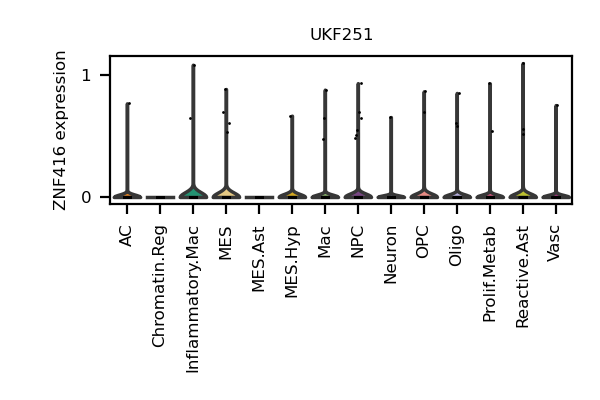 UKF251
ZNF416 expression
1
0
AC
Chromatin.Reg
Inflammatory.Mac
MES
MES.Ast
MES.Hyp
Mac
NPC
Neuron
OPC
Oligo
Prolif.Metab
Reactive.Ast
Vasc